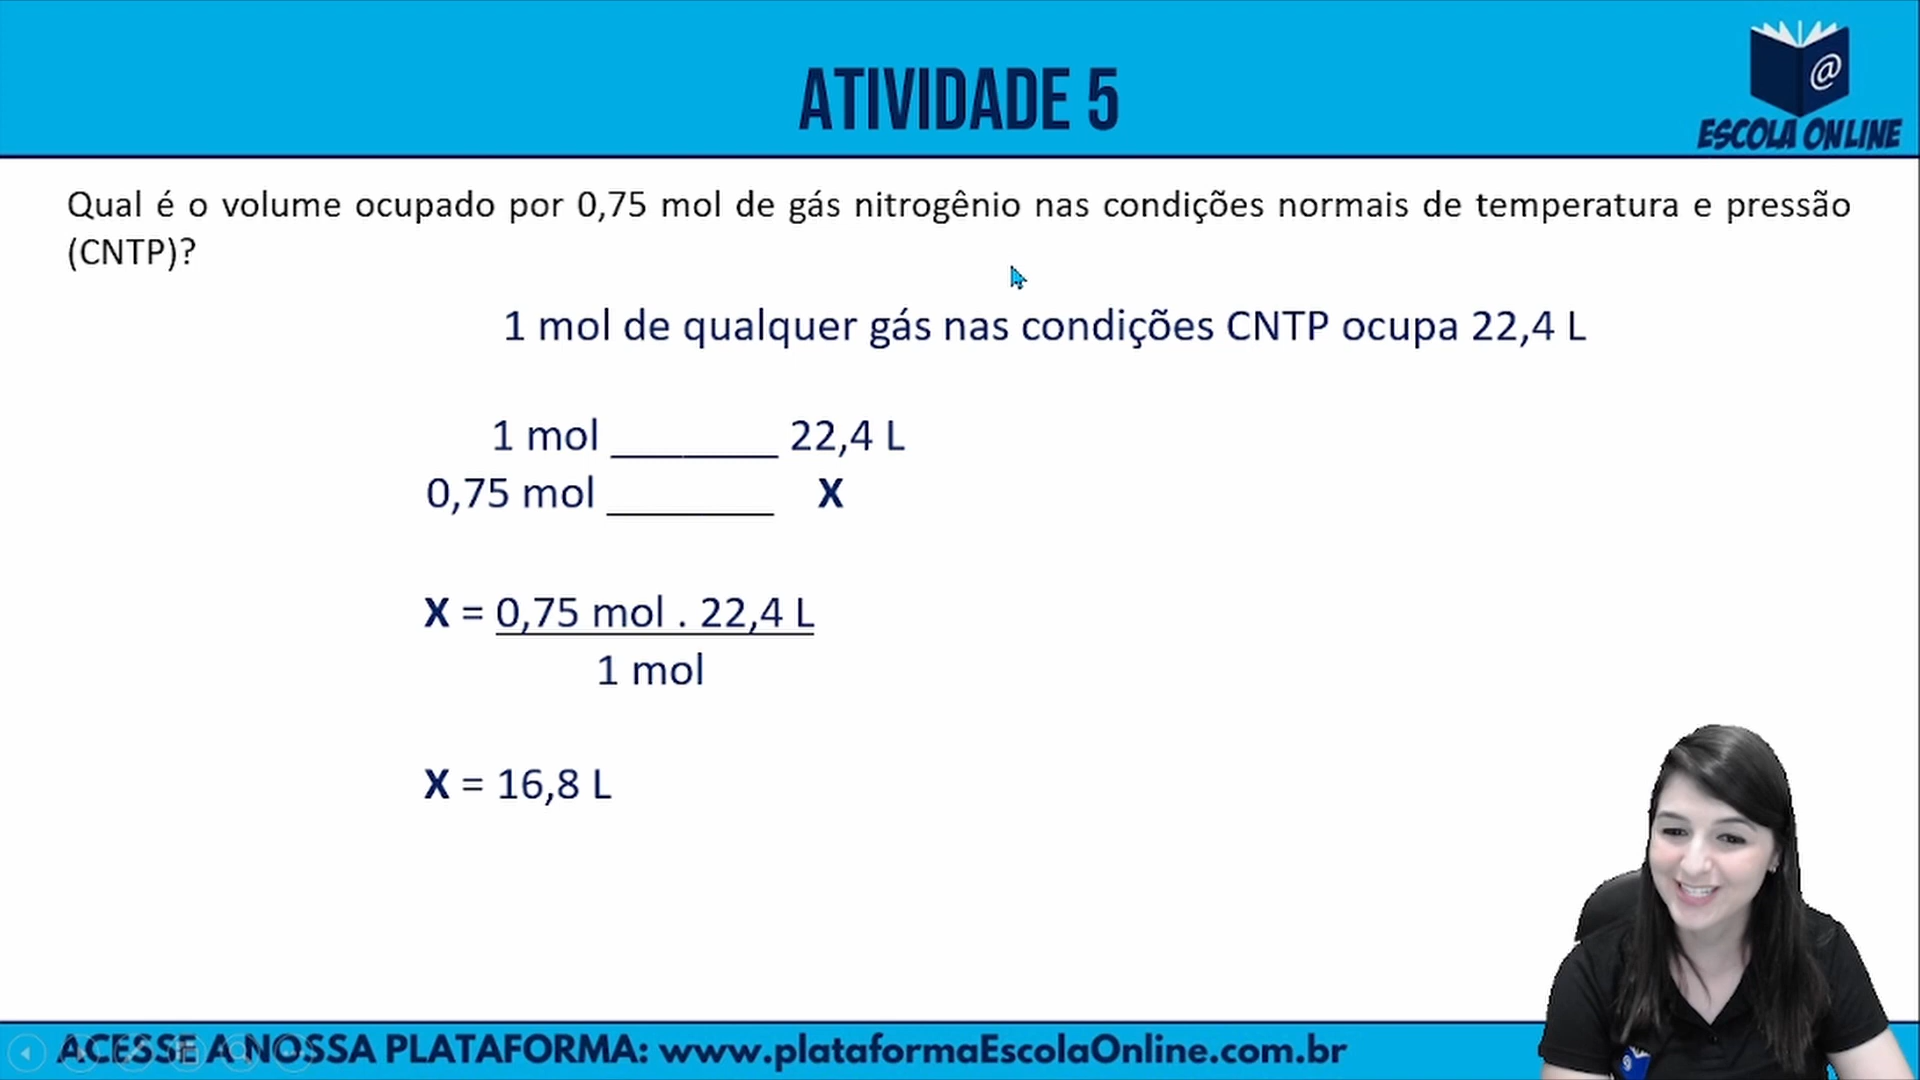 ATIVIDADE 5
@
ESCOLA ONLINE
Qual é o volume ocupado por 0,75 mol de gás nitrogênio nas condições normais de temperatura e pressão
(CNTP)?
1 mol de qualquer gás nas condições CNTP ocupa 22,4 L
1 mol _______ 22,4 L
0,75 mol _______ X
X = 0,75 mol . 22,4 L
1 mol
X = 16,8 L
ACESSE A NOSSA PLATAFORMA: www.plataformaEscolaOnline.com.br